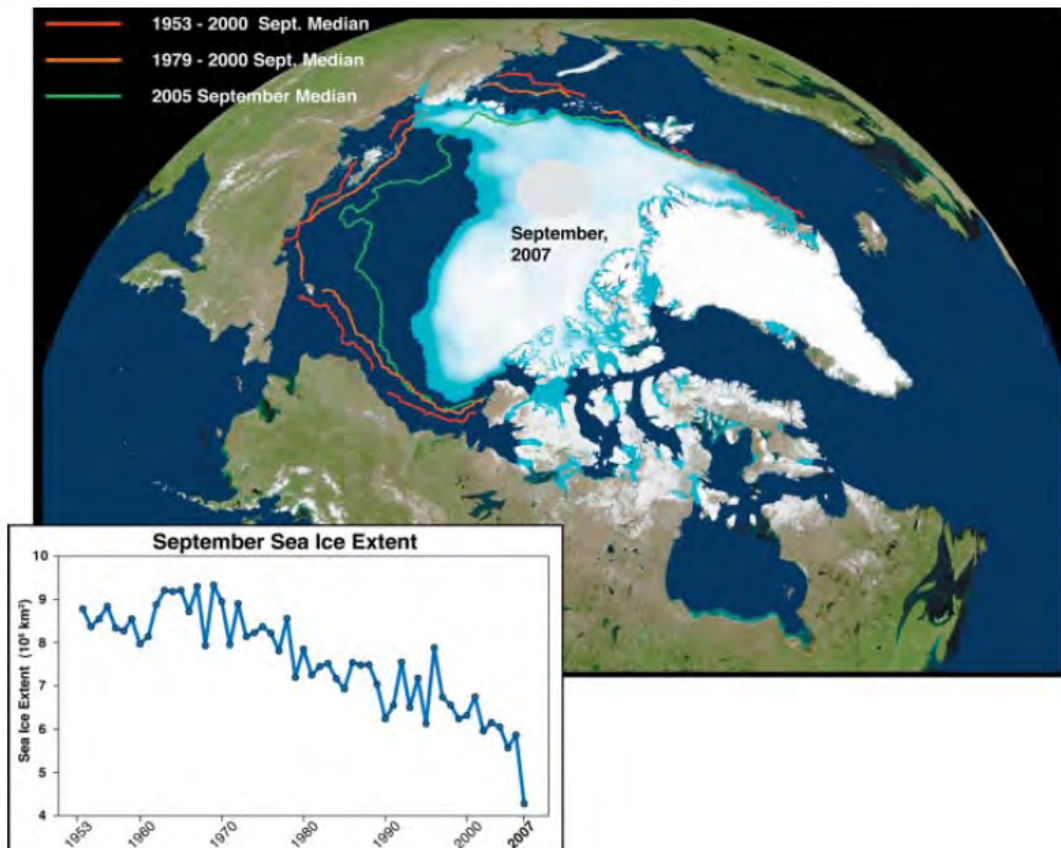 1953 - 2000 Sept. Median
1979 - 2000 Sept. Median
2005 September Median
September,
2007
September Sea Ice Extent
Sea Ice Extent (10⁶ km²)
10
9
8
7
6
5
4
1953
1960
1970
1980
1990
2000
2007